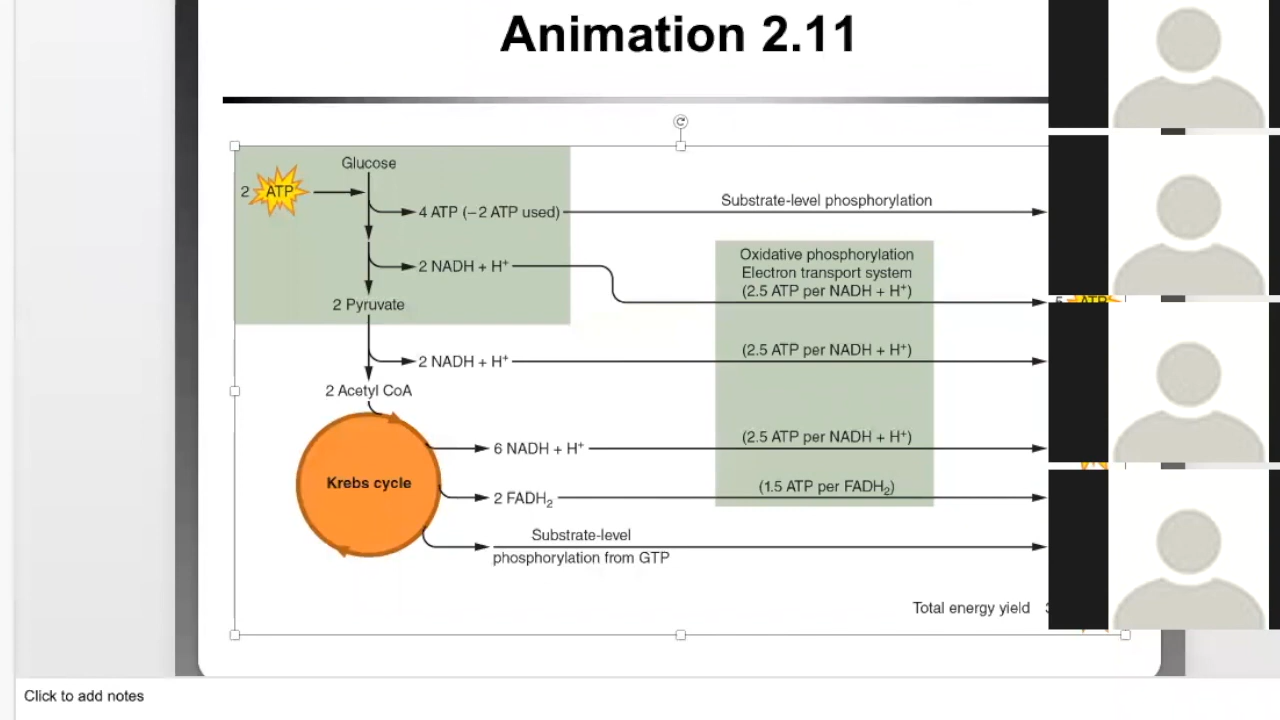 Animation 2.11
Glucose
2 ATP
4 ATP (–2 ATP used)
Substrate-level phosphorylation
Oxidative phosphorylation
Electron transport system
2 NADH + H⁺
(2.5 ATP per NADH + H⁺)
2 Pyruvate
(2.5 ATP per NADH + H⁺)
2 NADH + H⁺
2 Acetyl CoA
(2.5 ATP per NADH + H⁺)
6 NADH + H⁺
Krebs cycle
(1.5 ATP per FADH₂)
2 FADH₂
Substrate-level
phosphorylation from GTP
Total energy yield
Click to add notes